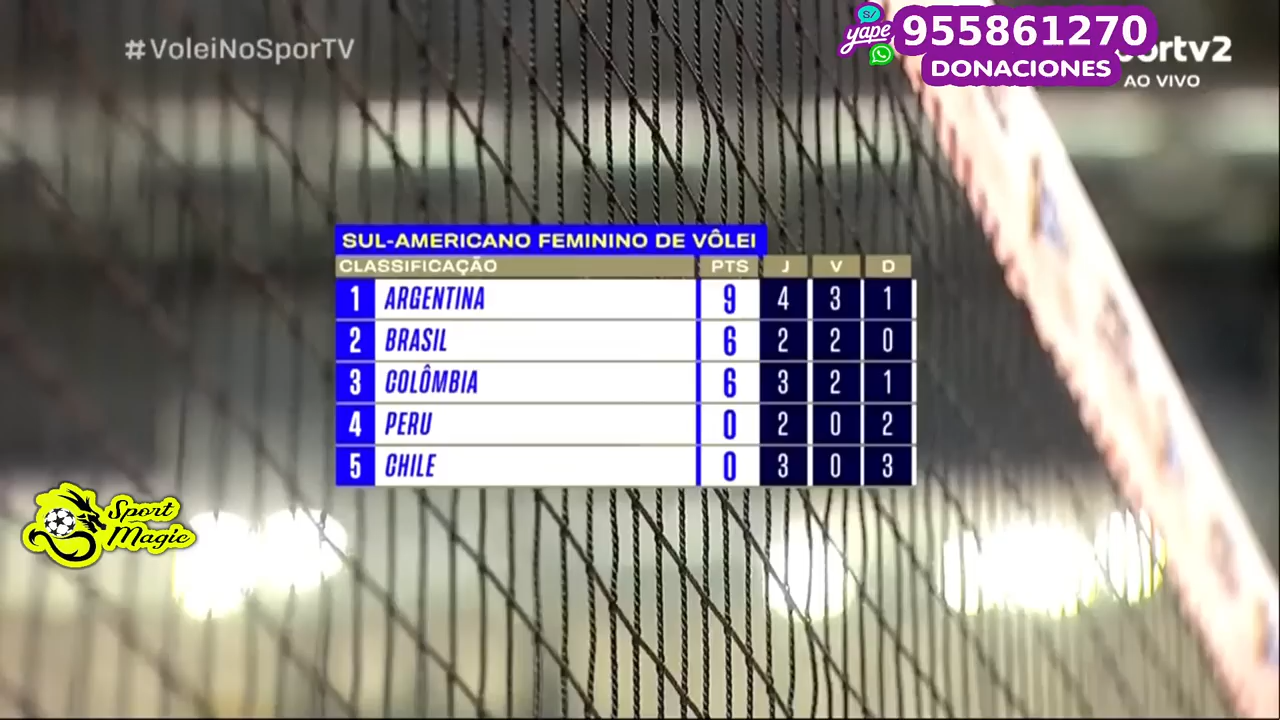 #VoleiNoSporTV
S/
yape
955861270
DONACIONES
ortv2
AO VIVO
SUL-AMERICANO FEMININO DE VÔLEI
CLASSIFICAÇÃO PTS J V D
1 ARGENTINA 9 4 3 1
2 BRASIL 6 2 2 0
3 COLÔMBIA 6 3 2 1
4 PERU 0 2 0 2
5 CHILE 0 3 0 3
Sport
Magic